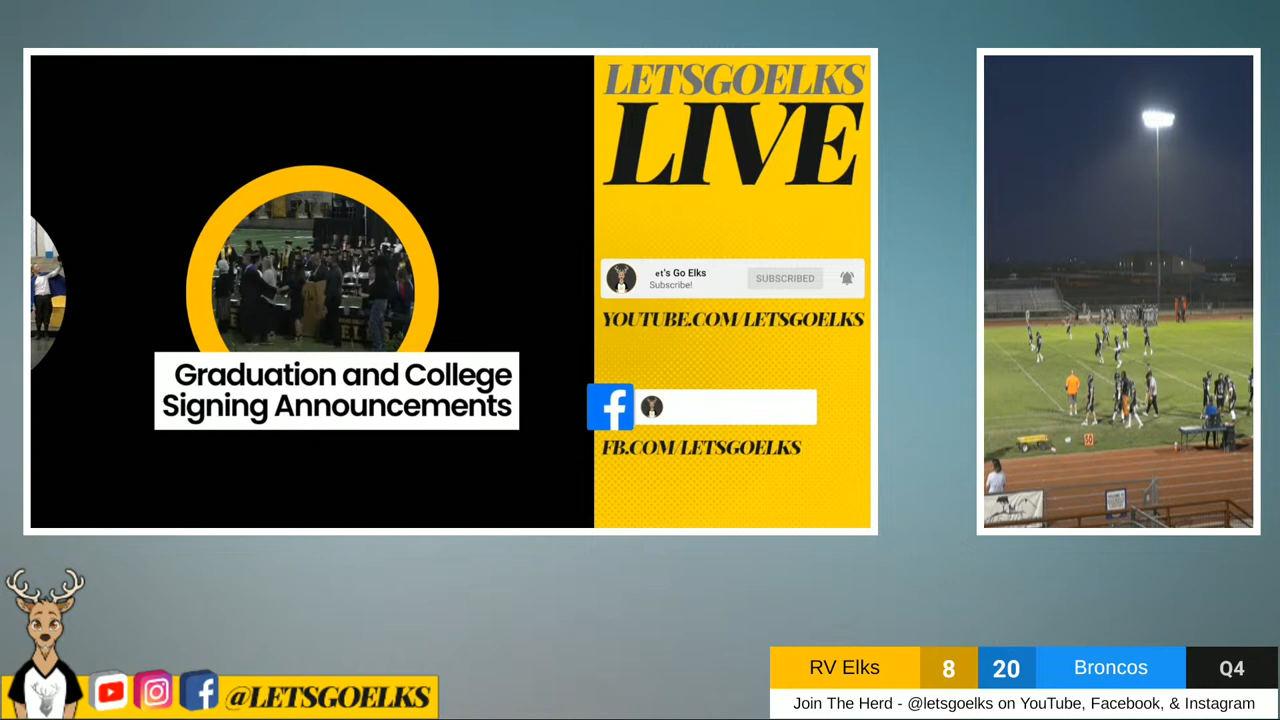 LETSGOELKS
LIVE
et's Go Elks
Subscribe!
SUBSCRIBED
YOUTUBE.COM/LETSGOELKS
FB.COM/LETSGOELKS
Graduation and College
Signing Announcements
@LETSGOELKS
RV Elks 8 20 Broncos Q4
Join The Herd - @letsgoelks on YouTube, Facebook, & Instagram